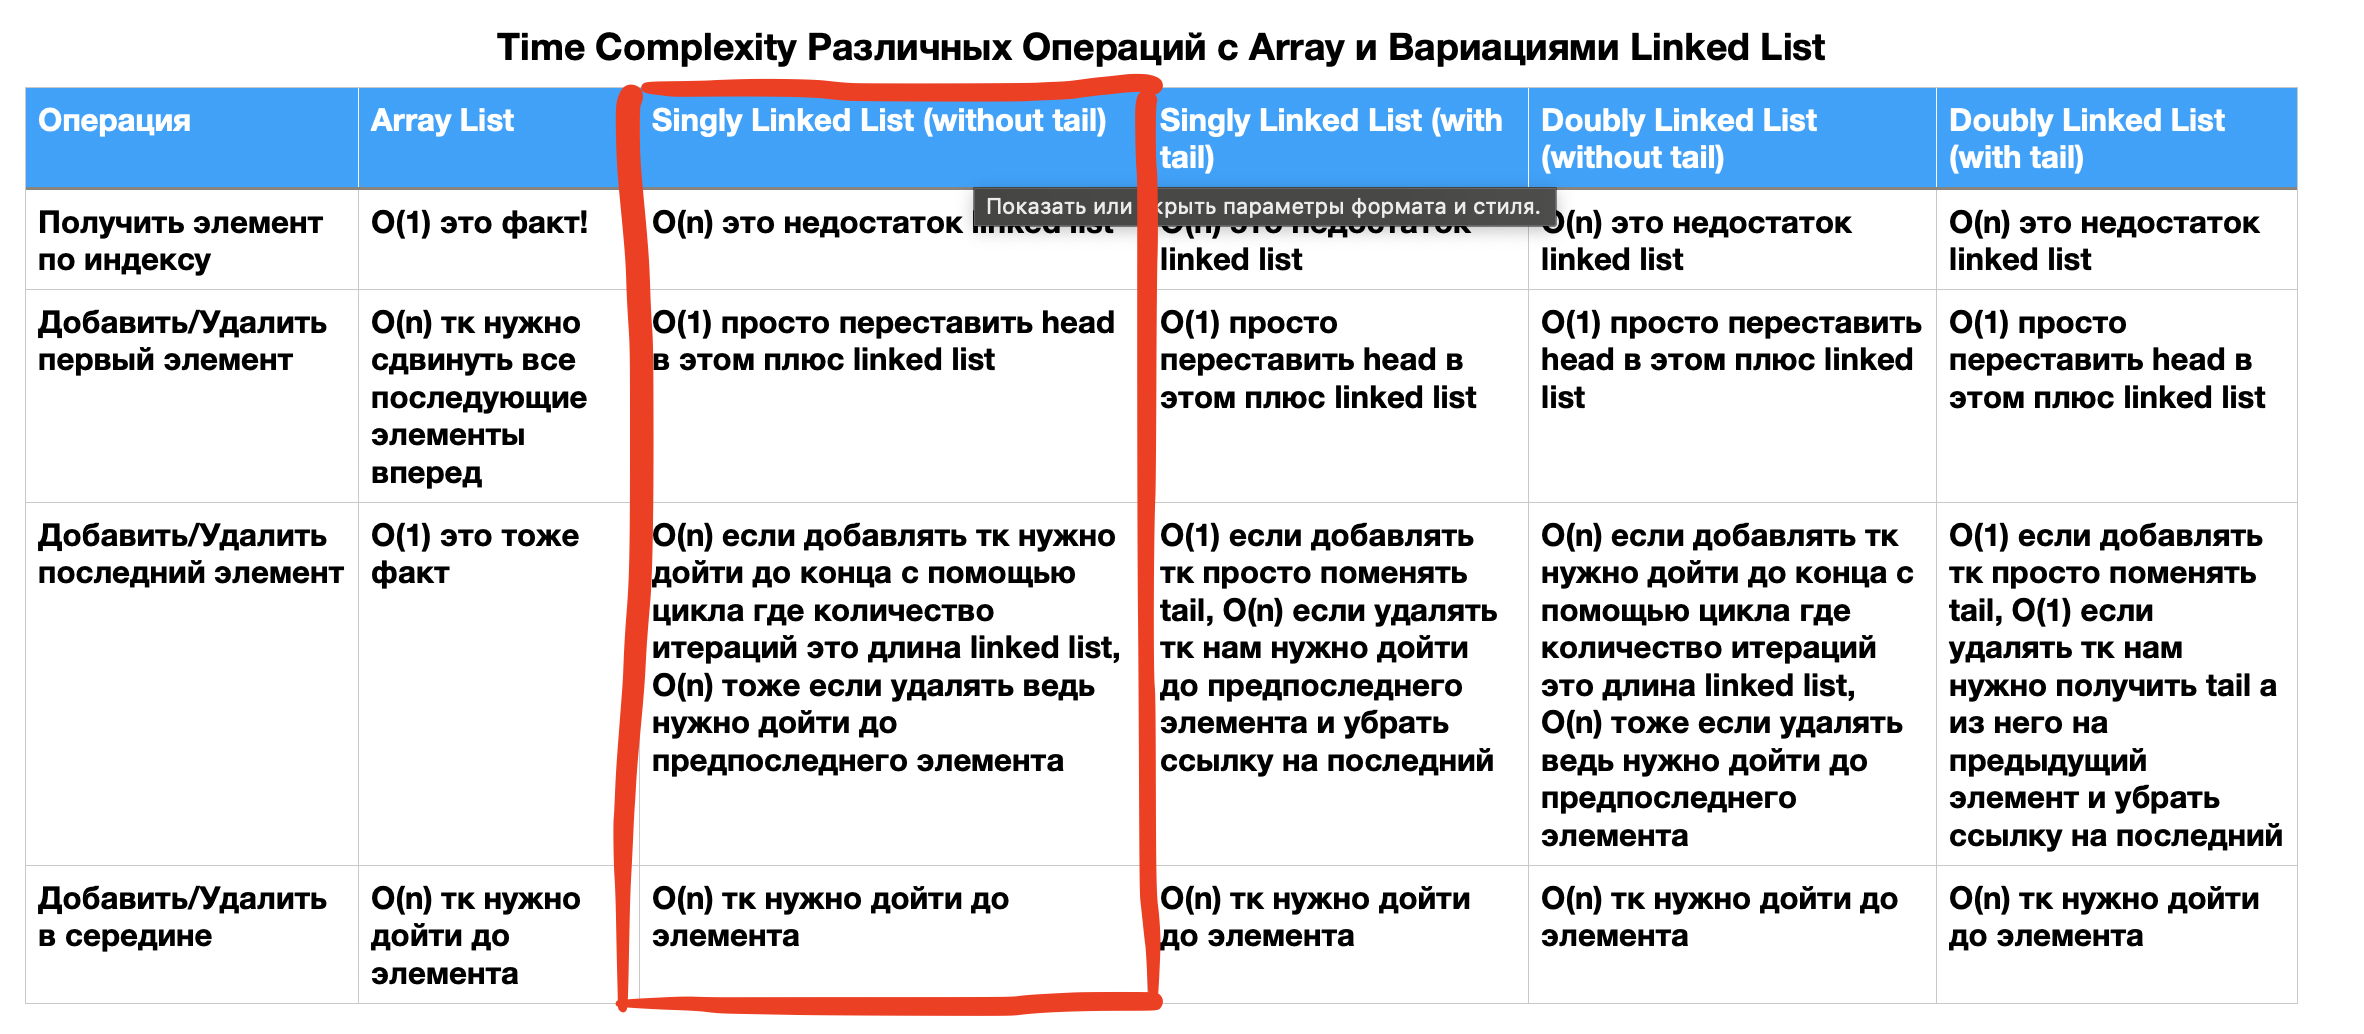 Time Complexity Различных Операций с Array и Вариациями Linked List
Операция
Array List
Singly Linked List (without tail)
Singly Linked List (with
tail)
Doubly Linked List
(without tail)
Doubly Linked List
(with tail)
Показать или крыть параметры формата и стиля.
Получить элемент
по индексу
O(1) это факт!
O(n) это недостаток linked list
O(n) это недостаток
linked list
O(n) это недостаток
linked list
O(n) это недостаток
linked list
Добавить/Удалить
первый элемент
O(n) тк нужно
сдвинуть все
последующие
элементы
вперед
O(1) просто переставить head
в этом плюс linked list
O(1) просто
переставить head в
этом плюс linked list
O(1) просто переставить
head в этом плюс linked
list
O(1) просто
переставить head в
этом плюс linked list
Добавить/Удалить
последний элемент
O(1) это тоже
факт
O(n) если добавлять тк нужно
дойти до конца с помощью
цикла где количество
итераций это длина linked list,
O(n) тоже если удалять ведь
нужно дойти до
предпоследнего элемента
O(1) если добавлять
тк просто поменять
tail, O(n) если удалять
тк нам нужно дойти
до предпоследнего
элемента и убрать
ссылку на последний
O(n) если добавлять тк
нужно дойти до конца с
помощью цикла где
количество итераций
это длина linked list,
O(n) тоже если удалять
ведь нужно дойти до
предпоследнего
элемента
O(1) если добавлять
тк просто поменять
tail, O(1) если
удалять тк нам
нужно получить tail а
из него на
предыдущий
элемент и убрать
ссылку на последний
Добавить/Удалить
в середине
O(n) тк нужно
дойти до
элемента
O(n) тк нужно дойти до
элемента
O(n) тк нужно дойти
до элемента
O(n) тк нужно дойти до
элемента
O(n) тк нужно дойти
до элемента